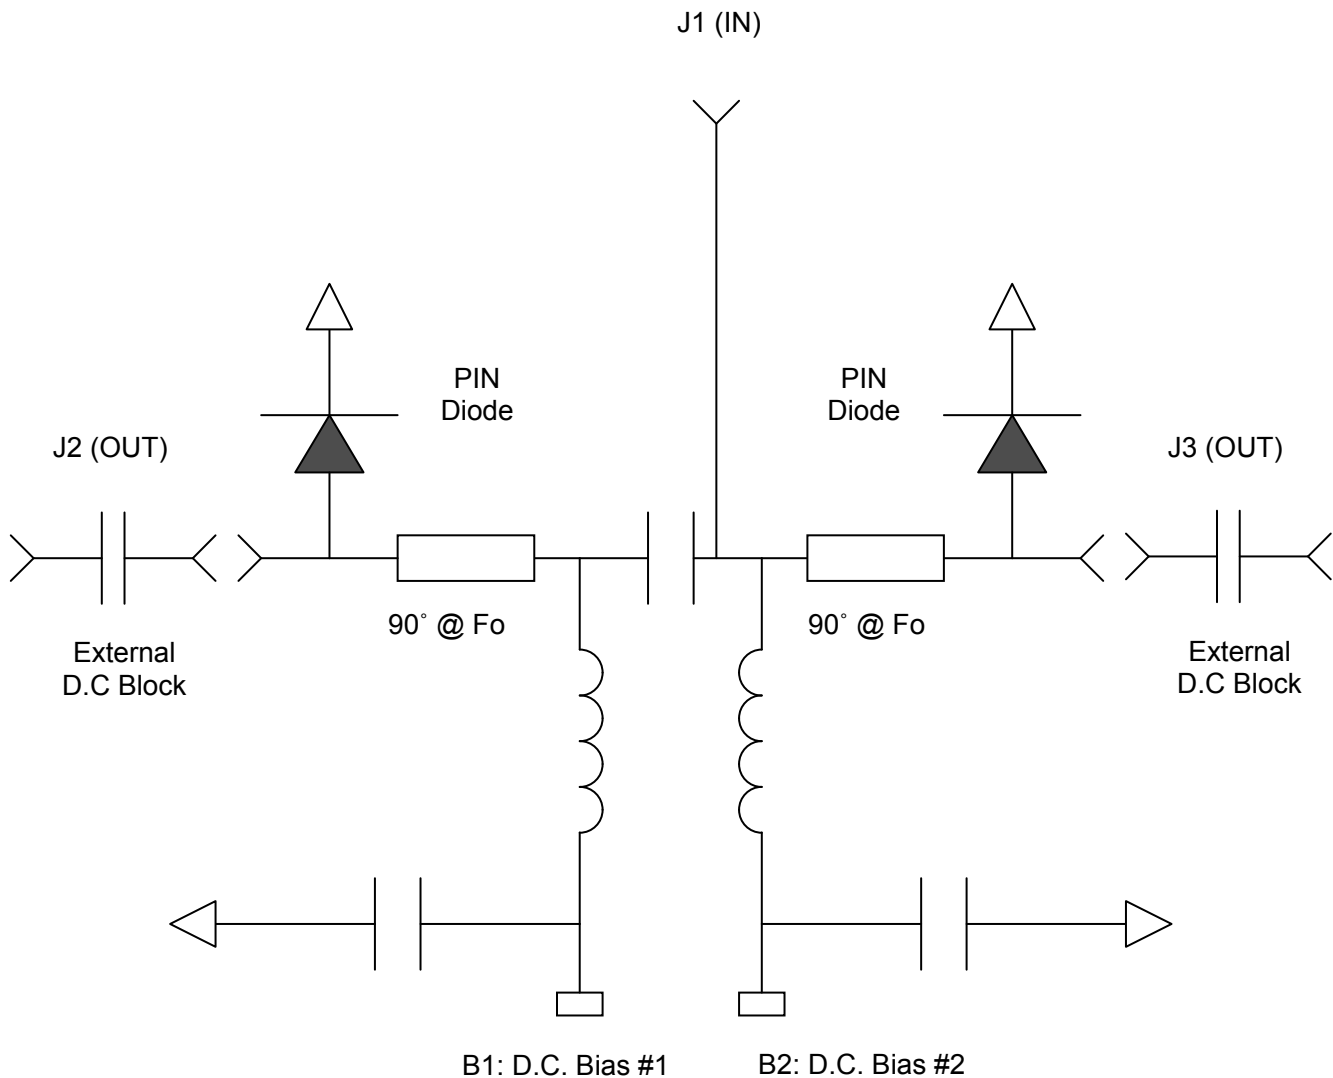 J1 (IN)
PIN
Diode
PIN
Diode
J2 (OUT)
J3 (OUT)
90˚ @ Fo
90˚ @ Fo
External
D.C Block
External
D.C Block
B1: D.C. Bias #1
B2: D.C. Bias #2